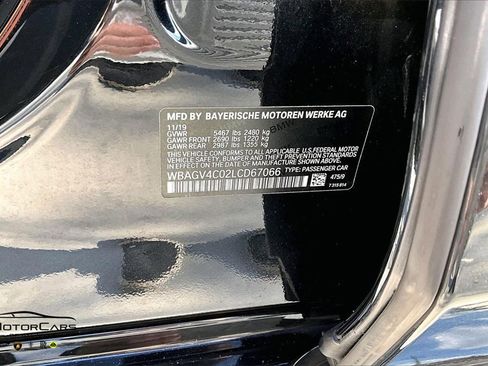 MFD BY BAYERISCHE MOTOREN WERKE AG
11/19
GVWR 5467 lbs 2480 kg
GAWR FRONT 2690 lbs 1220 kg
GAWR REAR 2987 lbs 1355 kg
THIS VEHICLE CONFORMS TO ALL APPLICABLE U.S. FEDERAL MOTOR
VEHICLE SAFETY, BUMPER AND THEFT PREVENTION STANDARDS
IN EFFECT ON THE DATE OF MANUFACTURE SHOWN ABOVE.
WBAGV4C02LCD67066 TYPE: PASSENGER CAR
475/9
7 315 814
MOTORCARS